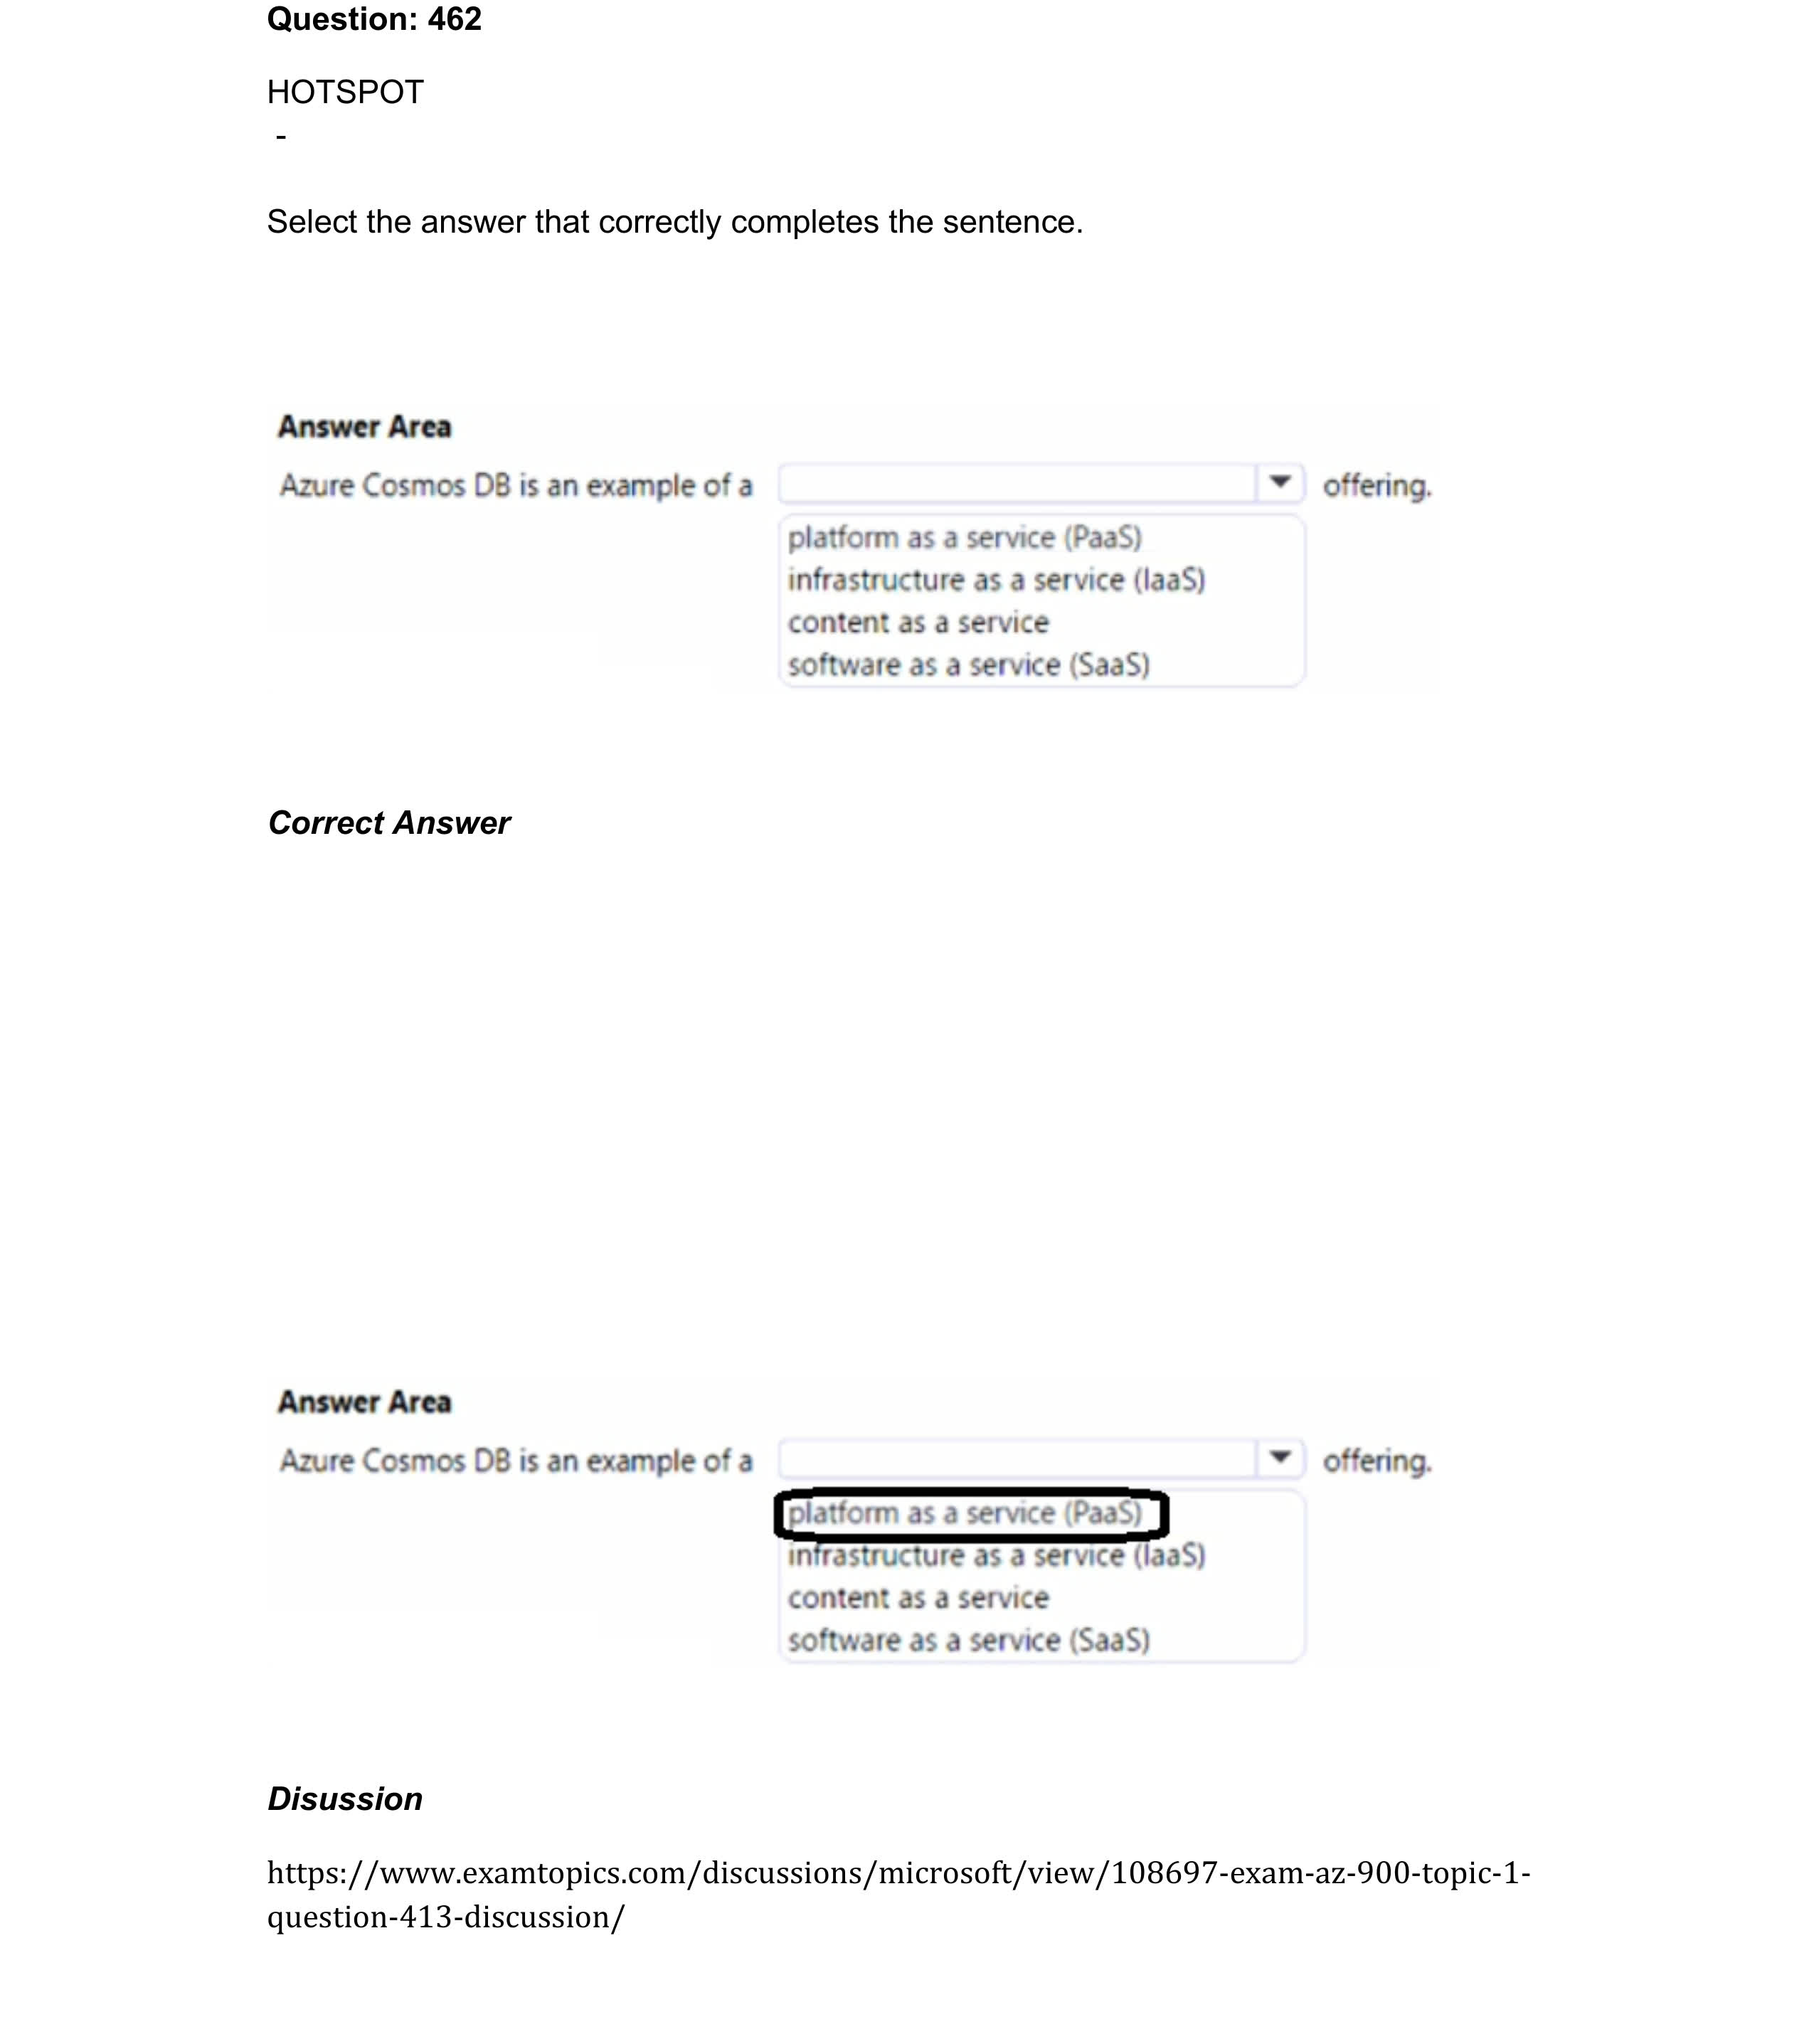 Question: 462
HOTSPOT
-
Select the answer that correctly completes the sentence.
Answer Area
Azure Cosmos DB is an example of a offering.
platform as a service (PaaS)
infrastructure as a service (IaaS)
content as a service
software as a service (SaaS)
Correct Answer
Answer Area
Azure Cosmos DB is an example of a offering.
platform as a service (PaaS)
infrastructure as a service (IaaS)
content as a service
software as a service (SaaS)
Disussion
https://www.examtopics.com/discussions/microsoft/view/108697-exam-az-900-topic-1-
question-413-discussion/